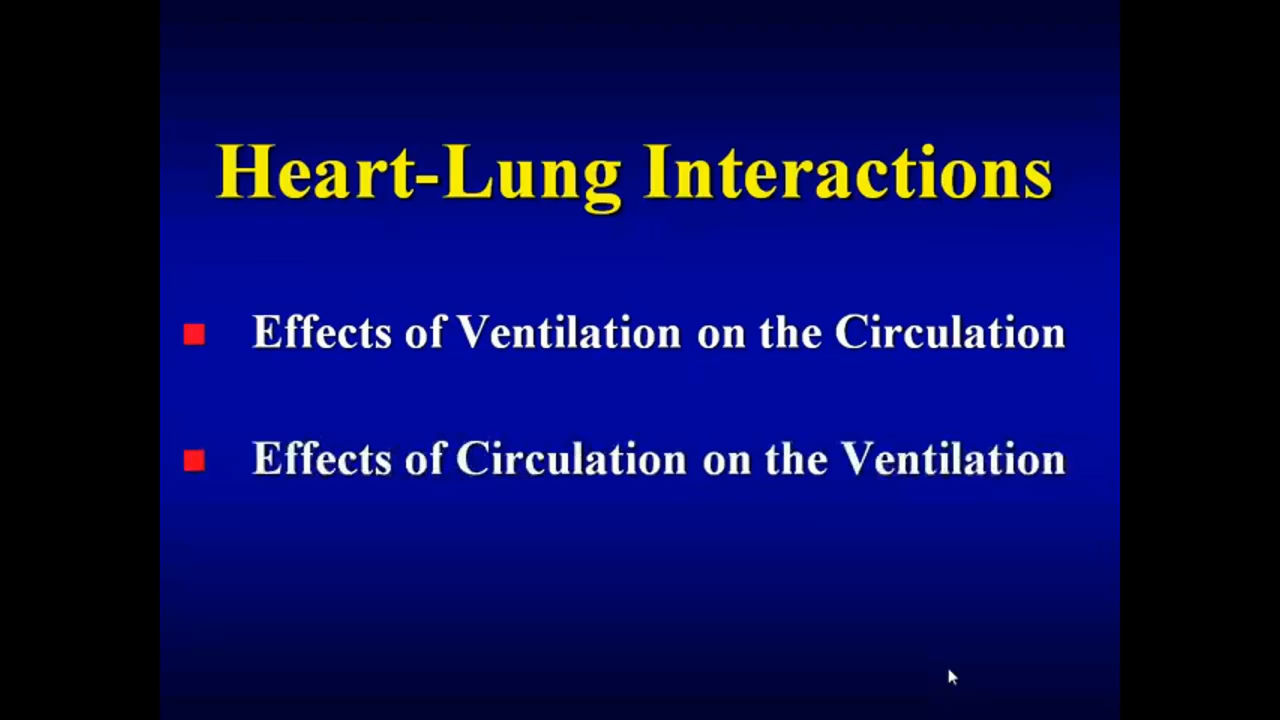 Heart-Lung Interactions
Effects of Ventilation on the Circulation
Effects of Circulation on the Ventilation